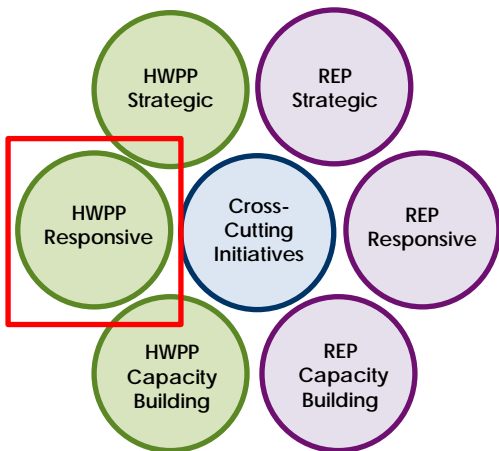 HWPP
Strategic
REP
Strategic
HWPP
Responsive
Cross-
Cutting
Initiatives
REP
Responsive
HWPP
Capacity
Building
REP
Capacity
Building